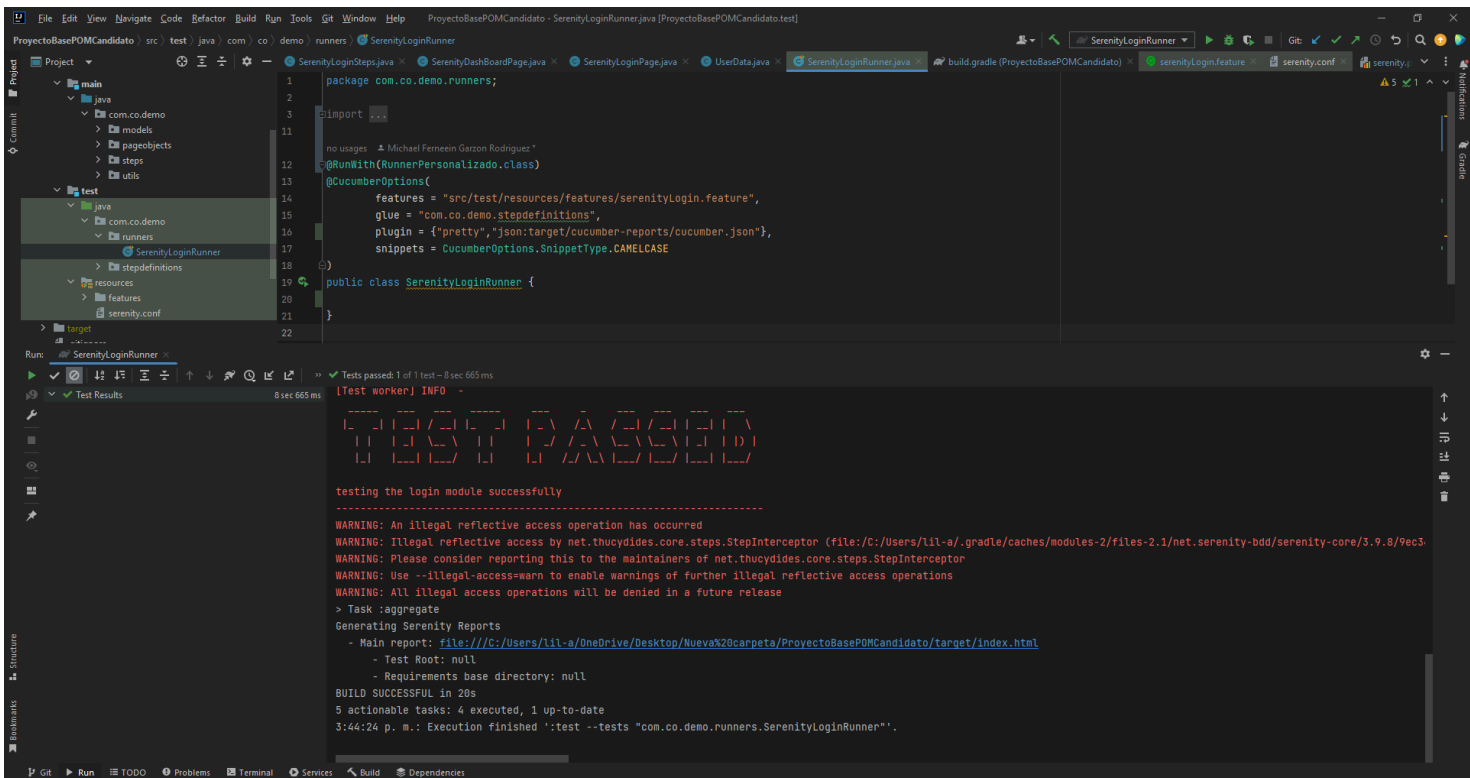 File Edit View Navigate Code Refactor Build Run Tools Git Window Help ProyectoBasePOMCandidato - SerenityLoginRunner.java [ProyectoBasePOMCandidato.test]
ProyectoBasePOMCandidato src test java com co demo runners SerenityLoginRunner
SerenityLoginRunner
Git:
Project
SerenityLoginSteps.java
SerenityDashBoardPage.java
SerenityLoginPage.java
UserData.java
SerenityLoginRunner.java
build.gradle (ProyectoBasePOMCandidato)
serenityLogin.feature
serenity.conf
serenity.p
Project
Commit
Notifications
Gradle
main
java
com.co.demo
models
pageobjects
steps
utils
test
java
com.co.demo
runners
SerenityLoginRunner
stepdefinitions
resources
features
serenity.conf
target
5 1
1 package com.co.demo.runners;
2
3 import ...
11
no usages Michael Ferneein Garzon Rodriguez *
12 @RunWith(RunnerPersonalizado.class)
13 @CucumberOptions(
14 features = "src/test/resources/features/serenityLogin.feature",
15 glue = "com.co.demo.stepdefinitions",
16 plugin = {"pretty","json:target/cucumber-reports/cucumber.json"},
17 snippets = CucumberOptions.SnippetType.CAMELCASE
18 )
19 public class SerenityLoginRunner {
20
21 }
22
Run: SerenityLoginRunner
Tests passed: 1 of 1 test – 8 sec 665 ms
Test Results 8 sec 665 ms
[Test worker] INFO -
TEST PASSED
testing the login module successfully
----------------------------------------------------------------------
WARNING: An illegal reflective access operation has occurred
WARNING: Illegal reflective access by net.thucydides.core.steps.StepInterceptor (file:/C:/Users/lil-a/.gradle/caches/modules-2/files-2.1/net.serenity-bdd/serenity-core/3.9.8/9ec3
WARNING: Please consider reporting this to the maintainers of net.thucydides.core.steps.StepInterceptor
WARNING: Use --illegal-access=warn to enable warnings of further illegal reflective access operations
WARNING: All illegal access operations will be denied in a future release
> Task :aggregate
Generating Serenity Reports
- Main report: file:///C:/Users/lil-a/OneDrive/Desktop/Nueva%20carpeta/ProyectoBasePOMCandidato/target/index.html
- Test Root: null
- Requirements base directory: null
BUILD SUCCESSFUL in 20s
5 actionable tasks: 4 executed, 1 up-to-date
3:44:24 p. m.: Execution finished ':test --tests "com.co.demo.runners.SerenityLoginRunner"'.
Structure
Bookmarks
Git Run TODO Problems Terminal Services Build Dependencies